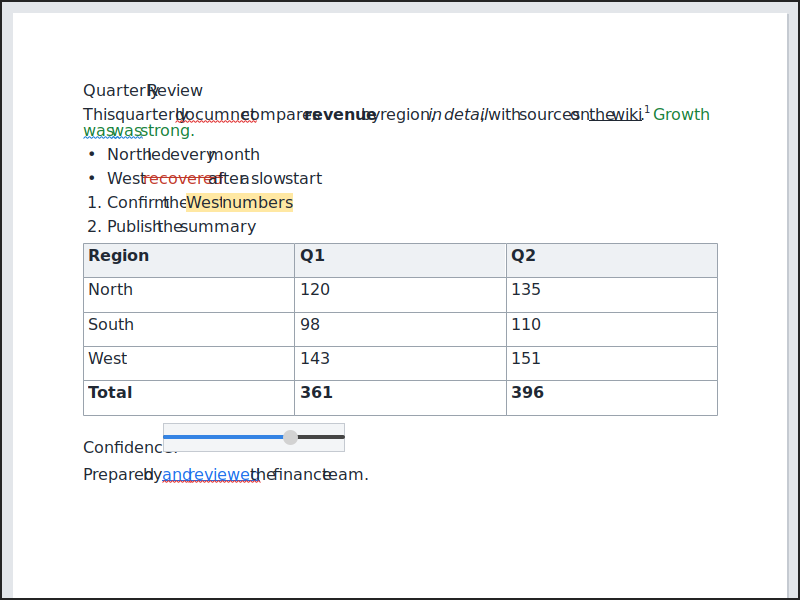 Quarterly Review
This quarterly documnet compares revenue by region, in detail, with sources on the wiki.1 Growth
was was strong.
• North led every month
• West recovered after a slow start
1. Confirm the West numbers
2. Publish the summary
Region Q1 Q2
North 120 135
South 98 110
West 143 151
Total 361 396
Confidence:
Prepared by and reviewed the finance team.